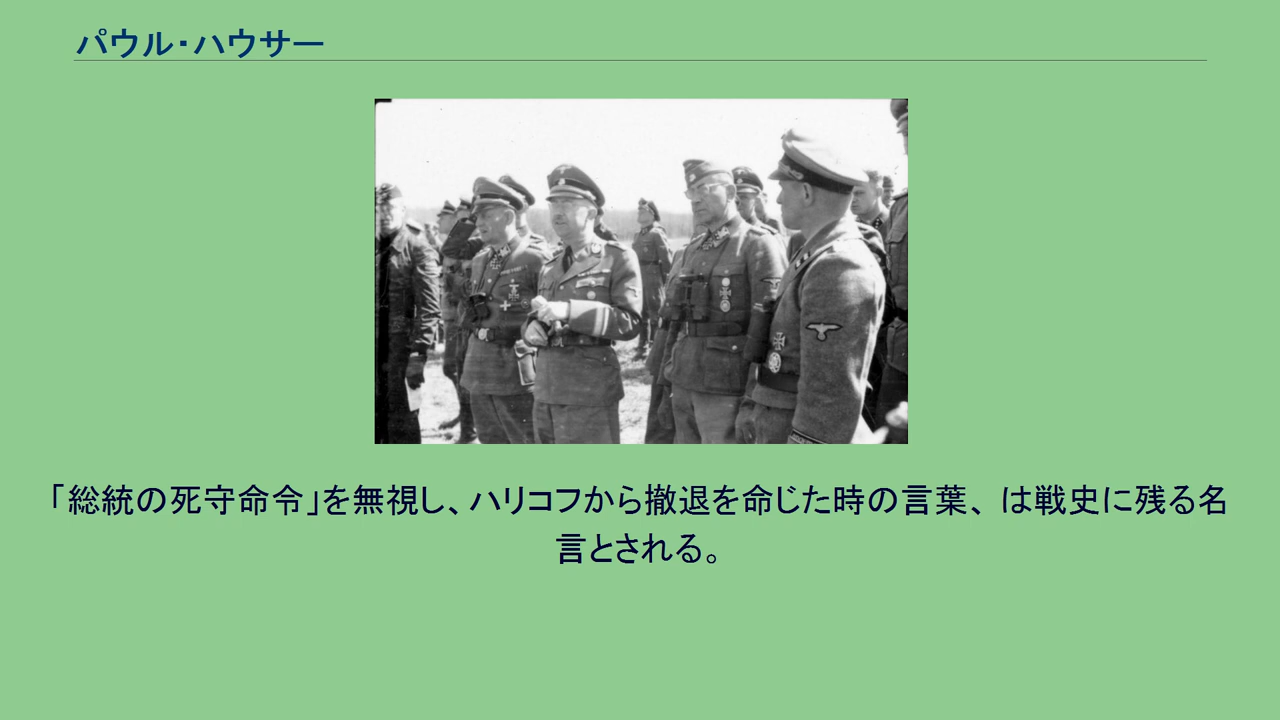 パウル・ハウサー
「総統の死守命令」を無視し、ハリコフから撤退を命じた時の言葉、は戦史に残る名
言とされる。